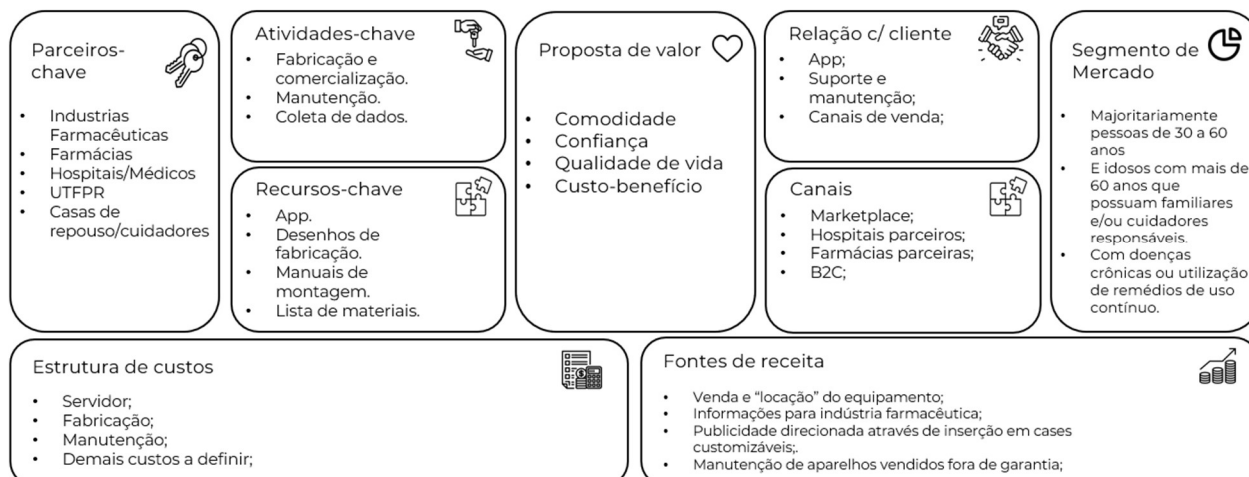 Parceiros-
chave
• Industrias
Farmacêuticas
• Farmácias
• Hospitais/Médicos
• UTFPR
• Casas de
repouso/cuidadores
Atividades-chave
• Fabricação e
comercialização.
• Manutenção.
• Coleta de dados.
Recursos-chave
• App.
• Desenhos de
fabricação.
• Manuais de
montagem.
• Lista de materiais.
Proposta de valor
• Comodidade
• Confiança
• Qualidade de vida
• Custo-benefício
Relação c/ cliente
• App;
• Suporte e
manutenção;
• Canais de venda;
Canais
• Marketplace;
• Hospitais parceiros;
• Farmácias parceiras;
• B2C;
Segmento de
Mercado
• Majoritariamente
pessoas de 30 a 60
anos
• E idosos com mais de
60 anos que
possuam familiares
e/ou cuidadores
responsáveis.
• Com doenças
crônicas ou utilização
de remédios de uso
contínuo.
Estrutura de custos
• Servidor;
• Fabricação;
• Manutenção;
• Demais custos a definir;
Fontes de receita
• Venda e “locação” do equipamento;
• Informações para indústria farmacêutica;
• Publicidade direcionada através de inserção em cases
customizáveis;.
• Manutenção de aparelhos vendidos fora de garantia;